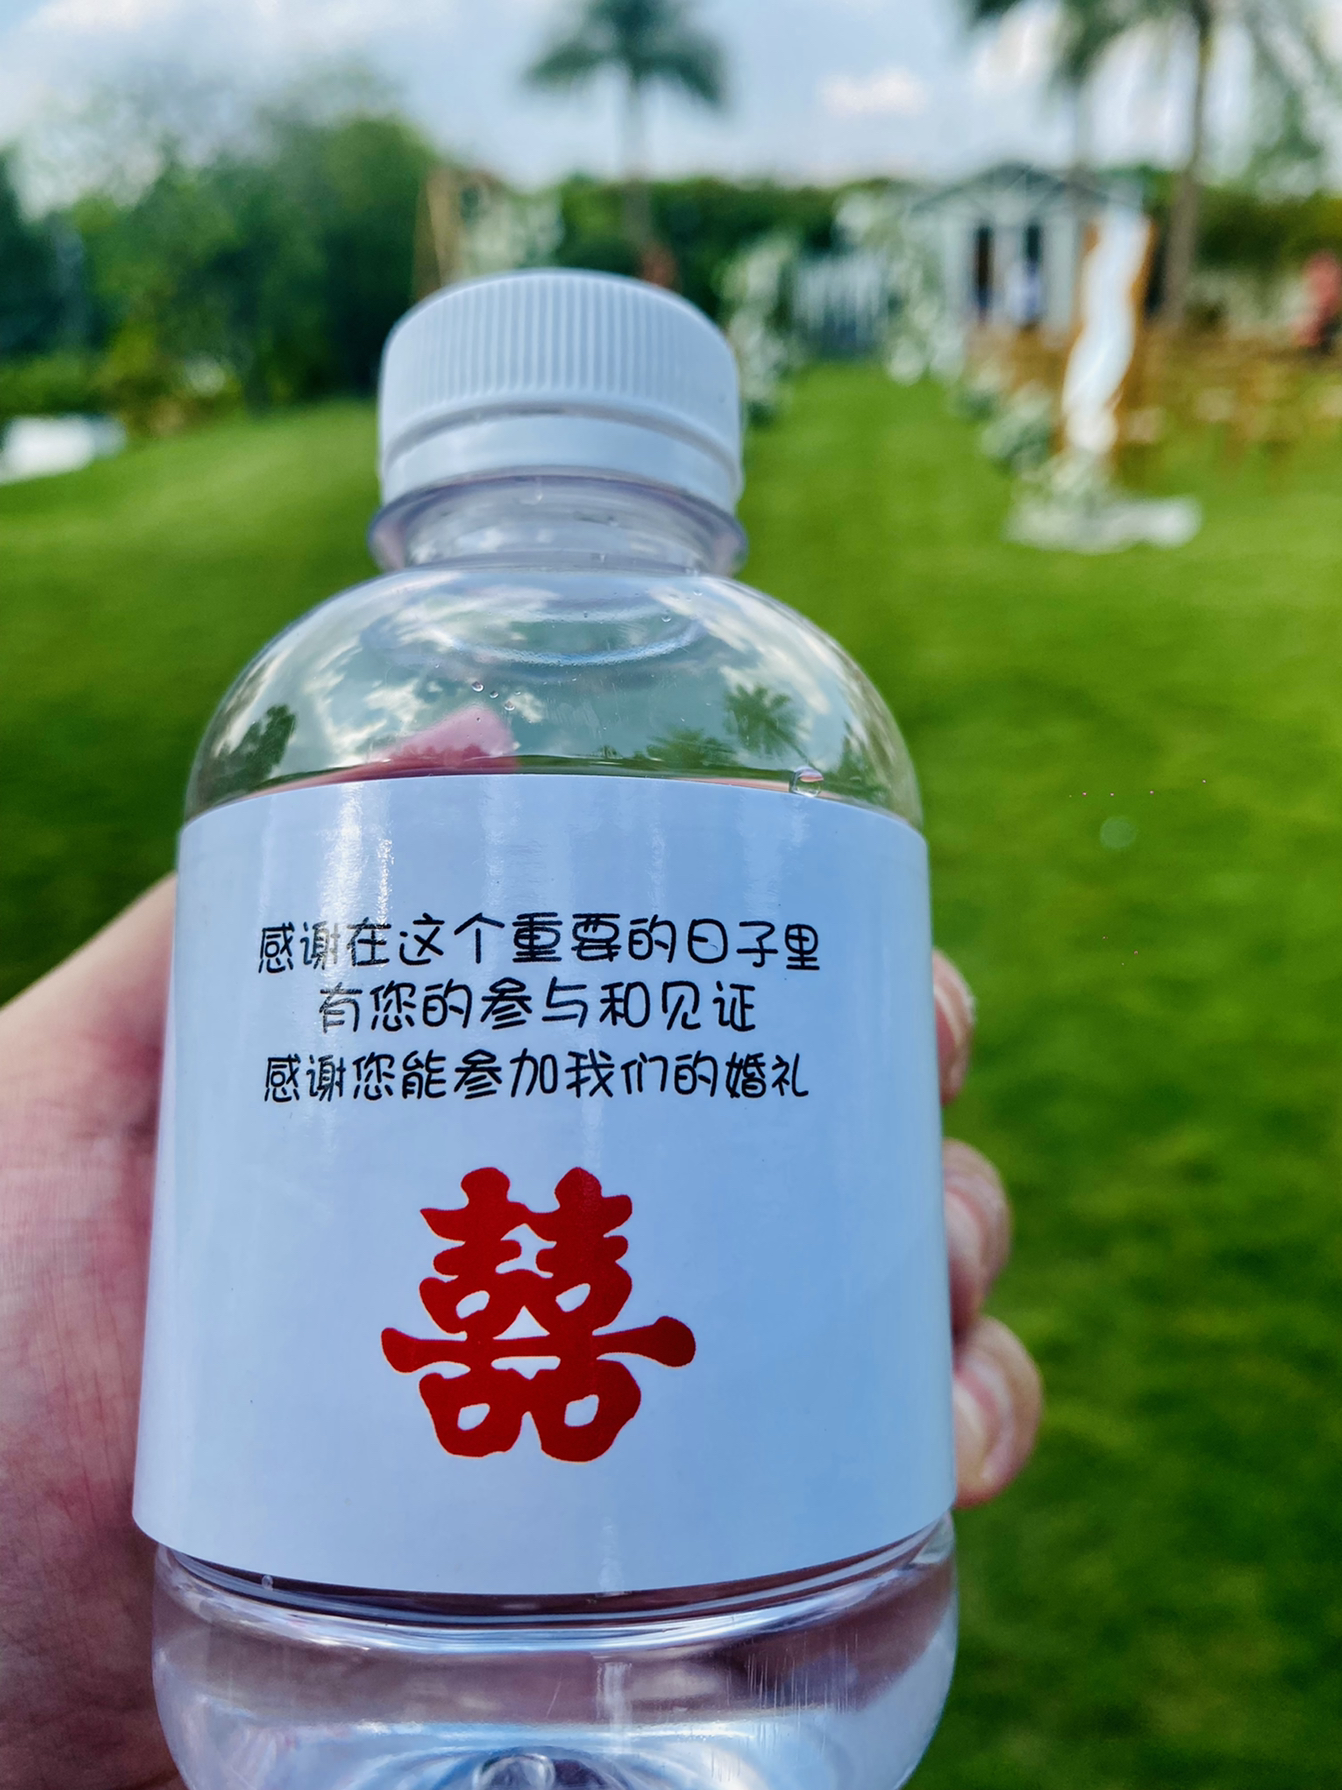 感谢在这个重要的日子里
有您的参与和见证
感谢您能参加我们的婚礼
囍